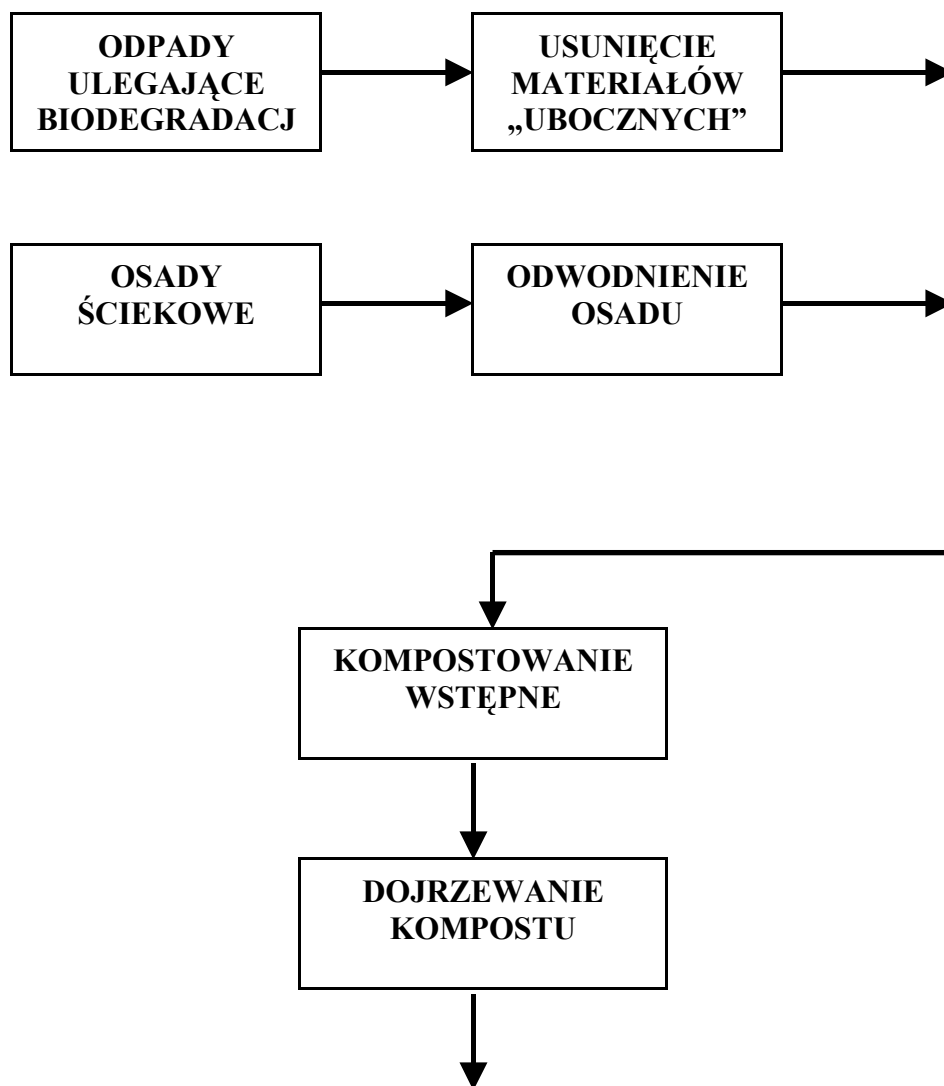 ODPADY
ULEGAJĄCE
BIODEGRADACJ
USUNIĘCIE
MATERIAŁÓW
„UBOCZNYCH”
OSADY
ŚCIEKOWE
ODWODNIENIE
OSADU
KOMPOSTOWANIE
WSTĘPNE
DOJRZEWANIE
KOMPOSTU